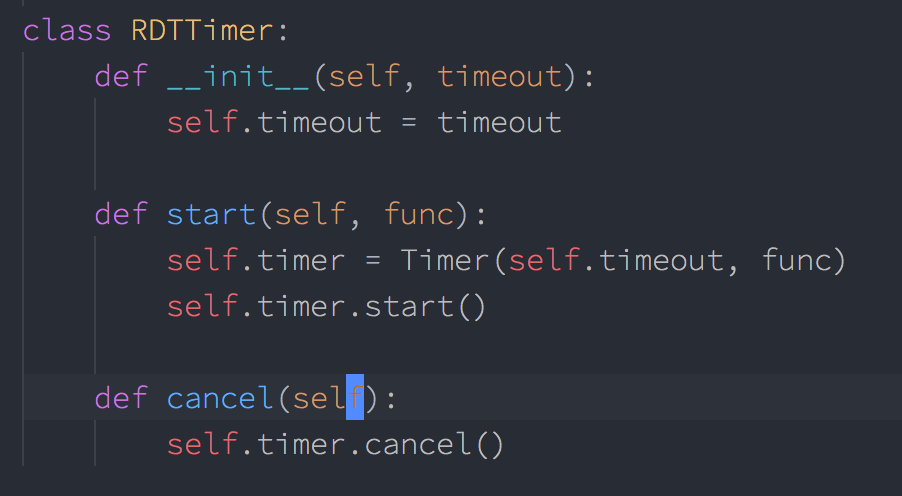 class RDTTimer:
    def __init__(self, timeout):
        self.timeout = timeout

    def start(self, func):
        self.timer = Timer(self.timeout, func)
        self.timer.start()

    def cancel(self):
        self.timer.cancel()